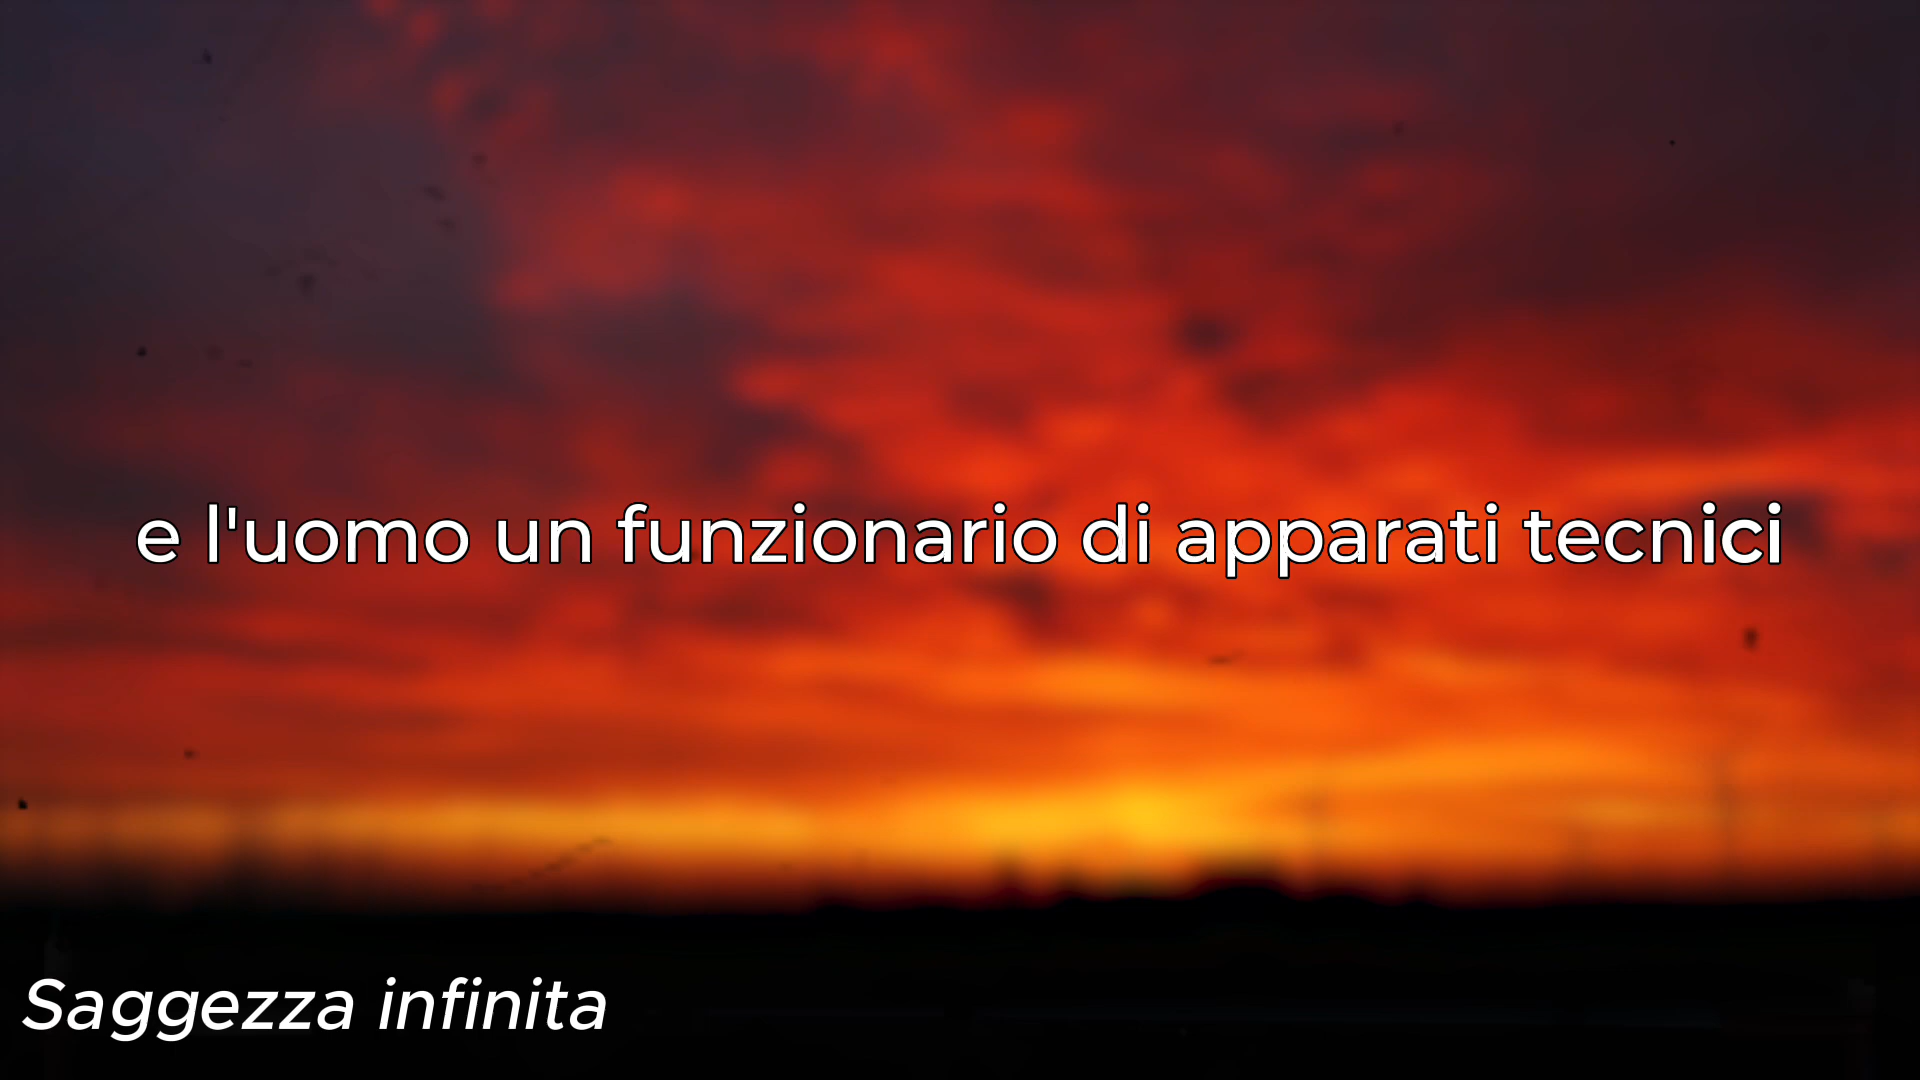 e l'uomo un funzionario di apparati tecnici
Saggezza infinita